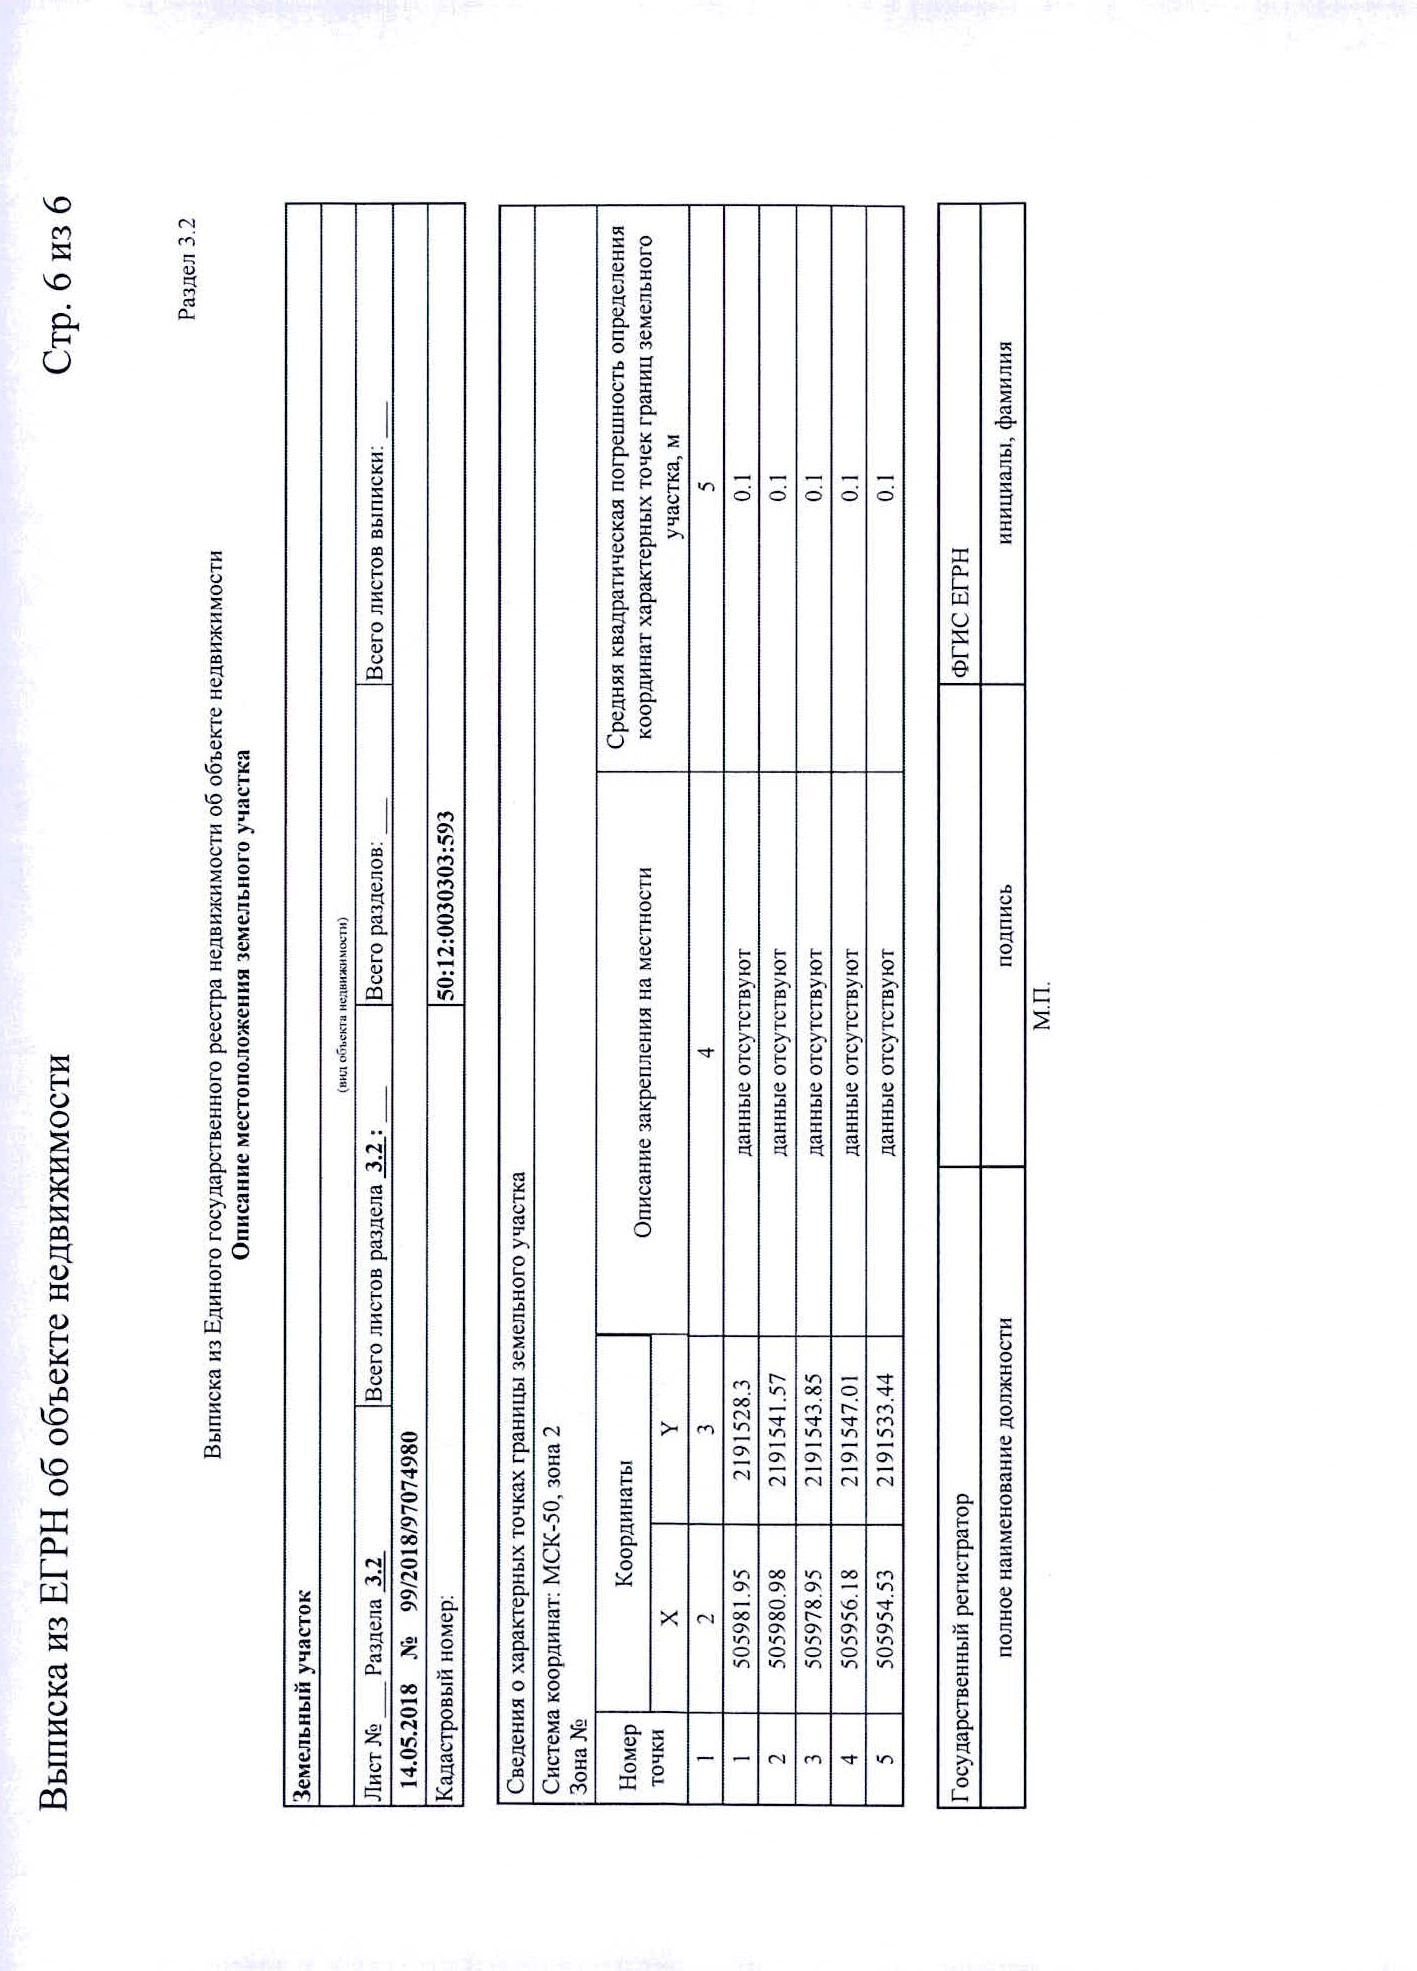 Выписка из ЕГРН об объекте недвижимости Стр. 6 из 6
Раздел 3.2
Выписка из Единого государственного реестра недвижимости об объекте недвижимости
Описание местоположения земельного участка
Земельный участок
(вид объекта недвижимости)
Лист № ___ Раздела 3.2 Всего листов раздела 3.2 : ___ Всего разделов: ___ Всего листов выписки: ___
14.05.2018 № 99/2018/97074980
Кадастровый номер: 50:12:0030303:593
Сведения о характерных точках границы земельного участка
Система координат: МСК-50, зона 2
Зона №
Номер точки Координаты Описание закрепления на местности Средняя квадратическая погрешность определения
координат характерных точек границ земельного
участка, м
X Y
1 2 3 4 5
1 505981.95 2191528.3 данные отсутствуют 0.1
2 505980.98 2191541.57 данные отсутствуют 0.1
3 505978.95 2191543.85 данные отсутствуют 0.1
4 505956.18 2191547.01 данные отсутствуют 0.1
5 505954.53 2191533.44 данные отсутствуют 0.1
Государственный регистратор ФГИС ЕГРН
полное наименование должности подпись инициалы, фамилия
М.П.